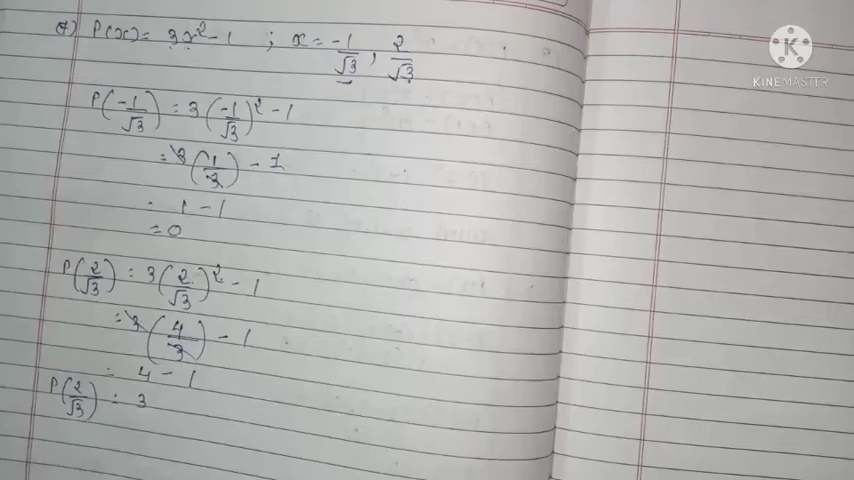 7) P(x) = 3x² - 1 ; x = -1/√3, 2/√3
P(-1/√3) = 3(-1/√3)² - 1
= 3(1/3) - 1
= 1 - 1
= 0
P(2/√3) = 3(2/√3)² - 1
= 3(4/3) - 1
= 4 - 1
P(2/√3) = 3
K
KINEMASTER